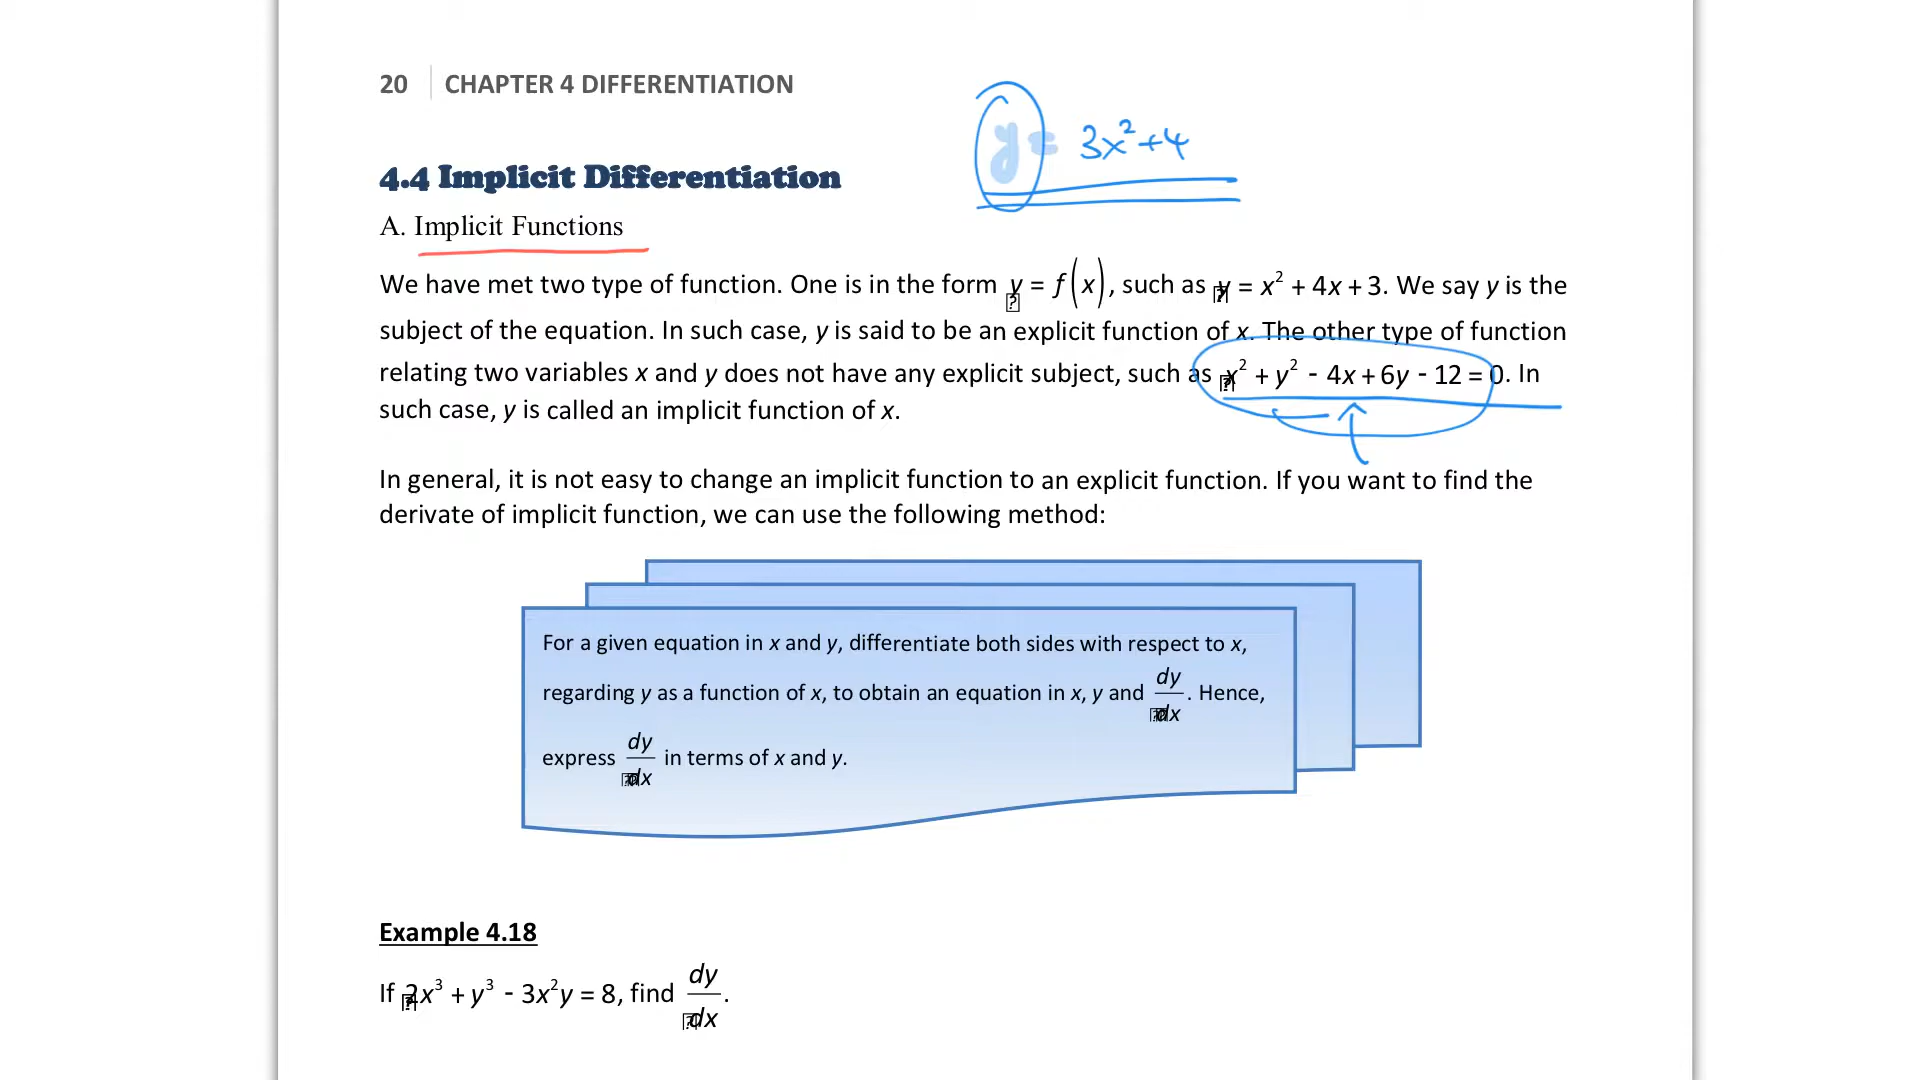 20 | CHAPTER 4 DIFFERENTIATION
y = 3x² + 4
4.4 Implicit Differentiation
A. Implicit Functions
We have met two type of function. One is in the form y = f(x), such as y = x² + 4x + 3. We say y is the
subject of the equation. In such case, y is said to be an explicit function of x. The other type of function
relating two variables x and y does not have any explicit subject, such as x² + y² - 4x + 6y - 12 = 0. In
such case, y is called an implicit function of x.
In general, it is not easy to change an implicit function to an explicit function. If you want to find the
derivate of implicit function, we can use the following method:
For a given equation in x and y, differentiate both sides with respect to x,
regarding y as a function of x, to obtain an equation in x, y and dy/dx. Hence,
express dy/dx in terms of x and y.
Example 4.18
If 2x³ + y³ - 3x²y = 8, find dy/dx.